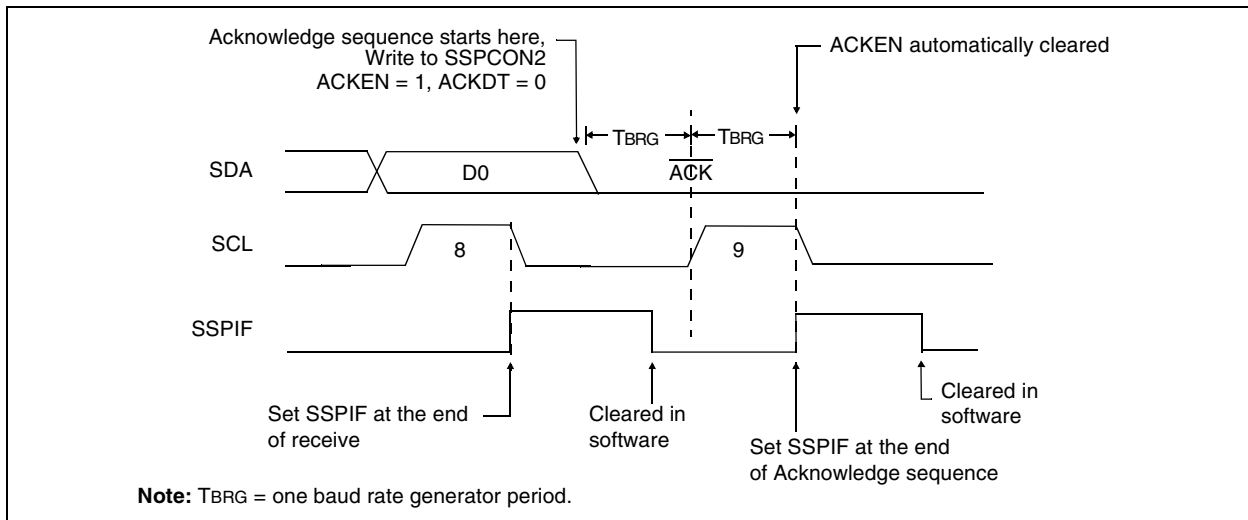 Acknowledge sequence starts here,
Write to SSPCON2
ACKEN = 1, ACKDT = 0
ACKEN automatically cleared
TBRG
TBRG
SDA
D0
ACK
SCL
8
9
SSPIF
Set SSPIF at the end
of receive
Cleared in
software
Set SSPIF at the end
of Acknowledge sequence
Cleared in
software
Note: TBRG = one baud rate generator period.